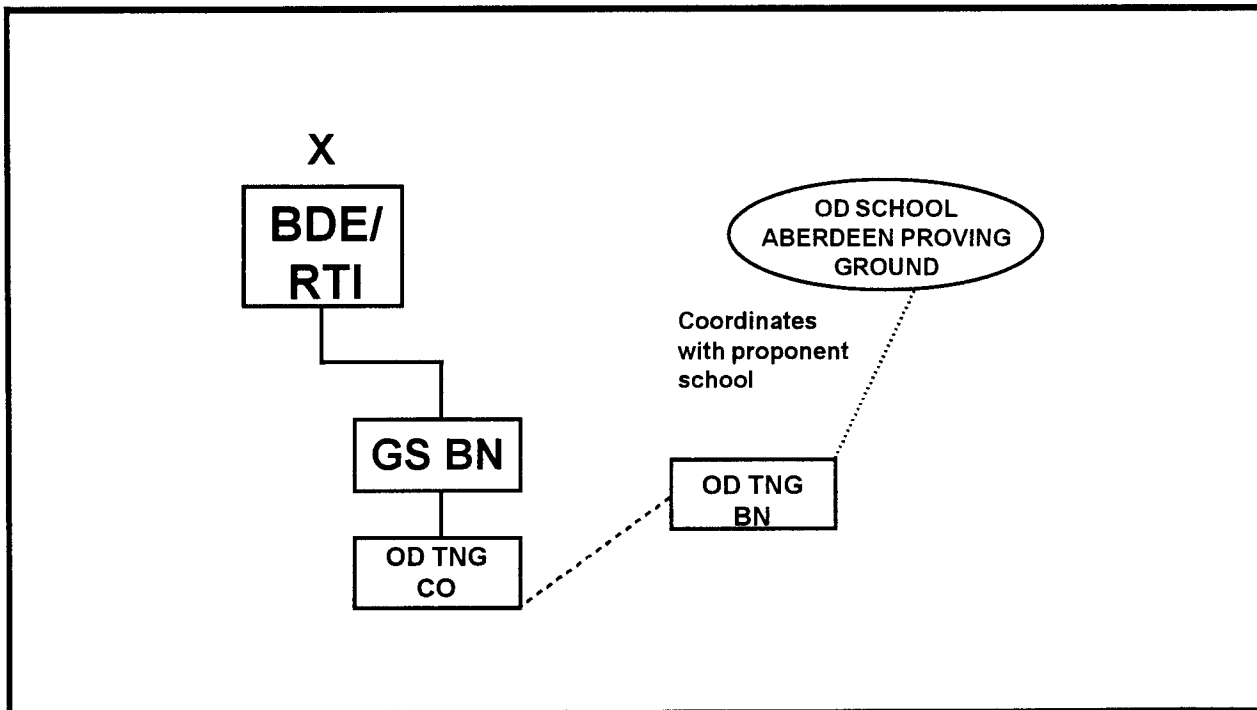 X
BDE/
RTI
GS BN
OD TNG
CO
OD SCHOOL
ABERDEEN PROVING
GROUND
Coordinates
with proponent
school
OD TNG
BN